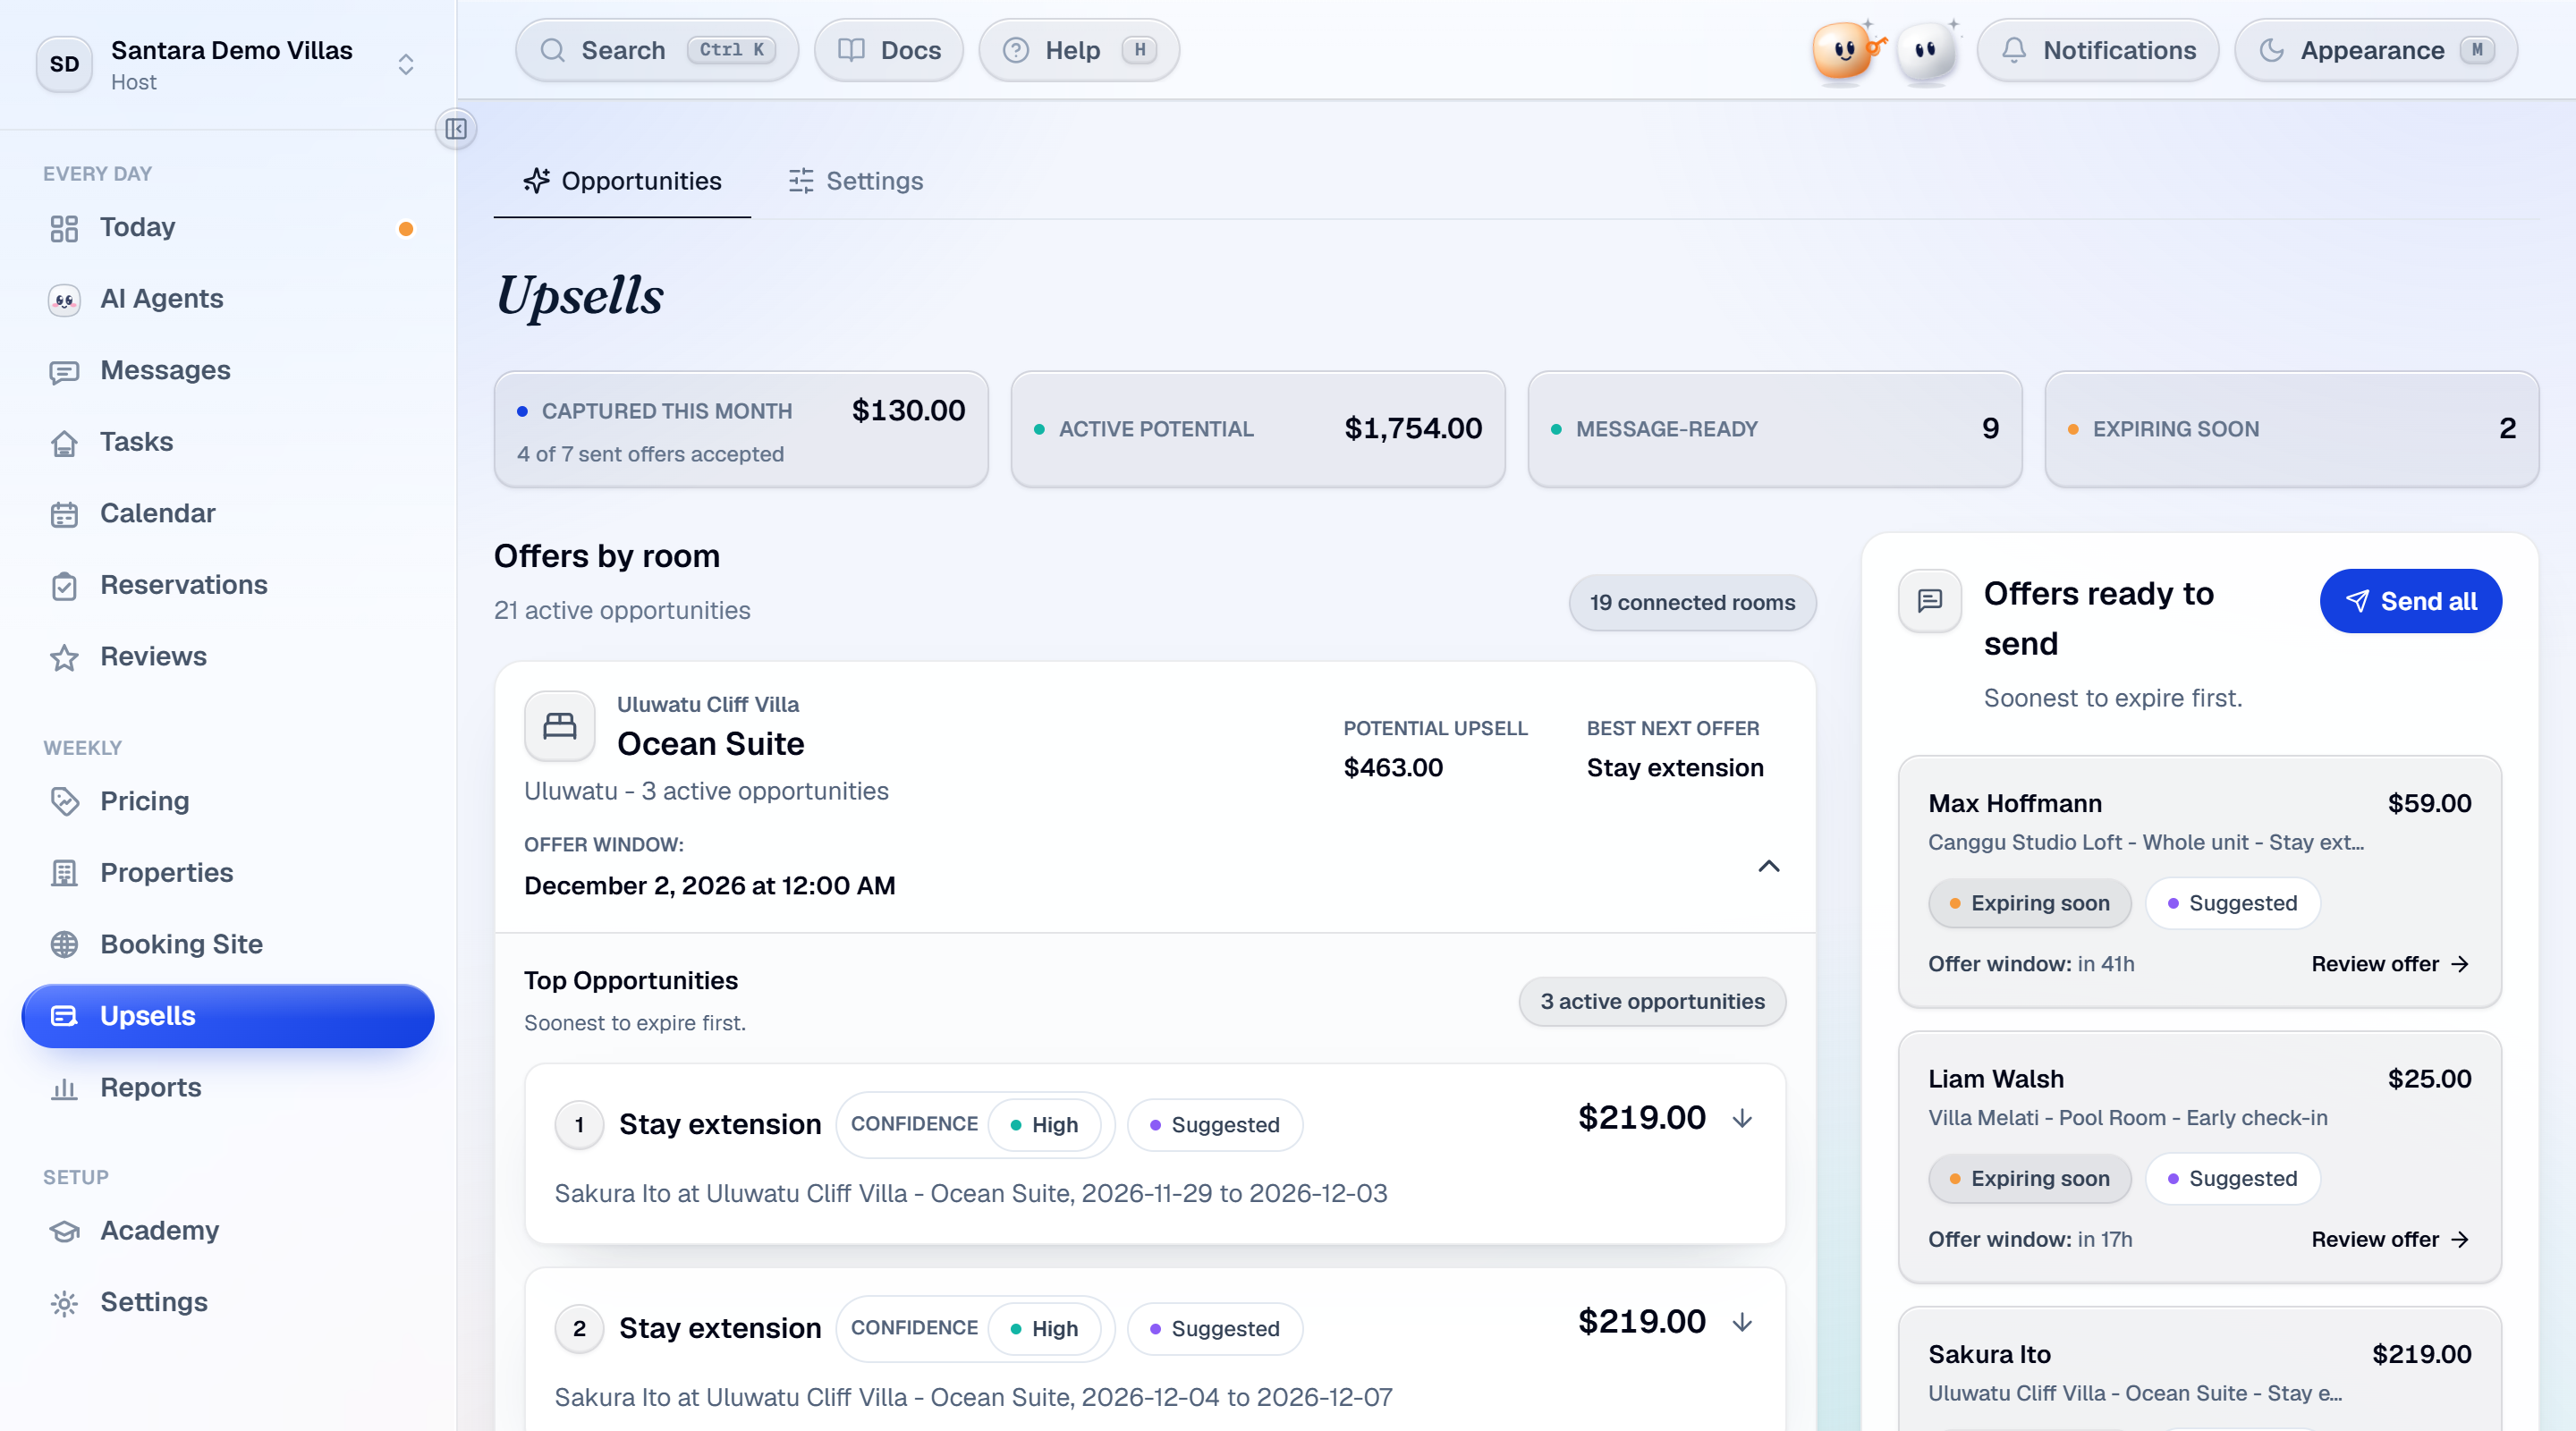 SD
Santara Demo Villas
Host
Search Ctrl K
Docs
Help H
Notifications
Appearance M
EVERY DAY
Today
AI Agents
Messages
Tasks
Calendar
Reservations
Reviews
WEEKLY
Pricing
Properties
Booking Site
Upsells
Reports
SETUP
Academy
Settings
Opportunities
Settings
Upsells
CAPTURED THIS MONTH $130.00
4 of 7 sent offers accepted
ACTIVE POTENTIAL $1,754.00
MESSAGE-READY 9
EXPIRING SOON 2
Offers by room
21 active opportunities
19 connected rooms
Uluwatu Cliff Villa
Ocean Suite
Uluwatu - 3 active opportunities
POTENTIAL UPSELL
$463.00
BEST NEXT OFFER
Stay extension
OFFER WINDOW:
December 2, 2026 at 12:00 AM
Top Opportunities
Soonest to expire first.
3 active opportunities
1 Stay extension CONFIDENCE High Suggested $219.00
Sakura Ito at Uluwatu Cliff Villa - Ocean Suite, 2026-11-29 to 2026-12-03
2 Stay extension CONFIDENCE High Suggested $219.00
Sakura Ito at Uluwatu Cliff Villa - Ocean Suite, 2026-12-04 to 2026-12-07
Offers ready to
send
Send all
Soonest to expire first.
Max Hoffmann $59.00
Canggu Studio Loft - Whole unit - Stay ext...
Expiring soon Suggested
Offer window: in 41h Review offer
Liam Walsh $25.00
Villa Melati - Pool Room - Early check-in
Expiring soon Suggested
Offer window: in 17h Review offer
Sakura Ito $219.00
Uluwatu Cliff Villa - Ocean Suite - Stay e...